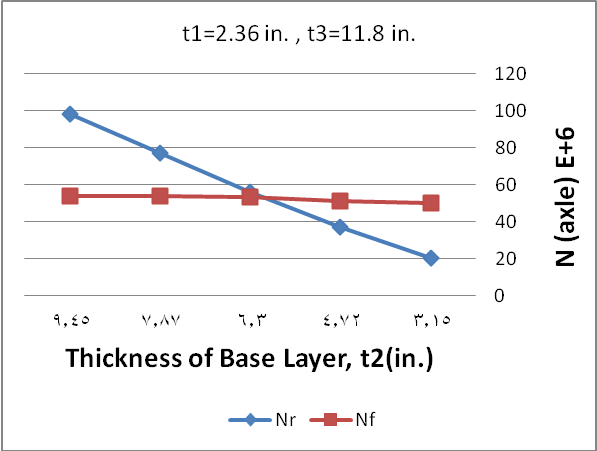 t1=2.36 in. , t3=11.8 in.
120
100
80
60
40
20
0
N (axle) E+6
٩,٤٥ ٧,٨٧ ٦,٣ ٤,٧٢ ٣,١٥
Thickness of Base Layer, t2(in.)
Nr Nf